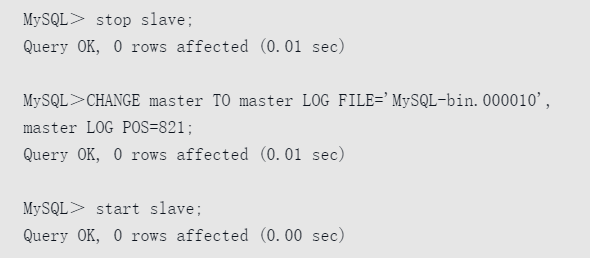 MySQL＞ stop slave;
Query OK, 0 rows affected (0.01 sec)
MySQL＞CHANGE master TO master LOG FILE='MySQL-bin.000010',
master LOG POS=821;
Query OK, 0 rows affected (0.01 sec)
MySQL＞ start slave;
Query OK, 0 rows affected (0.00 sec)